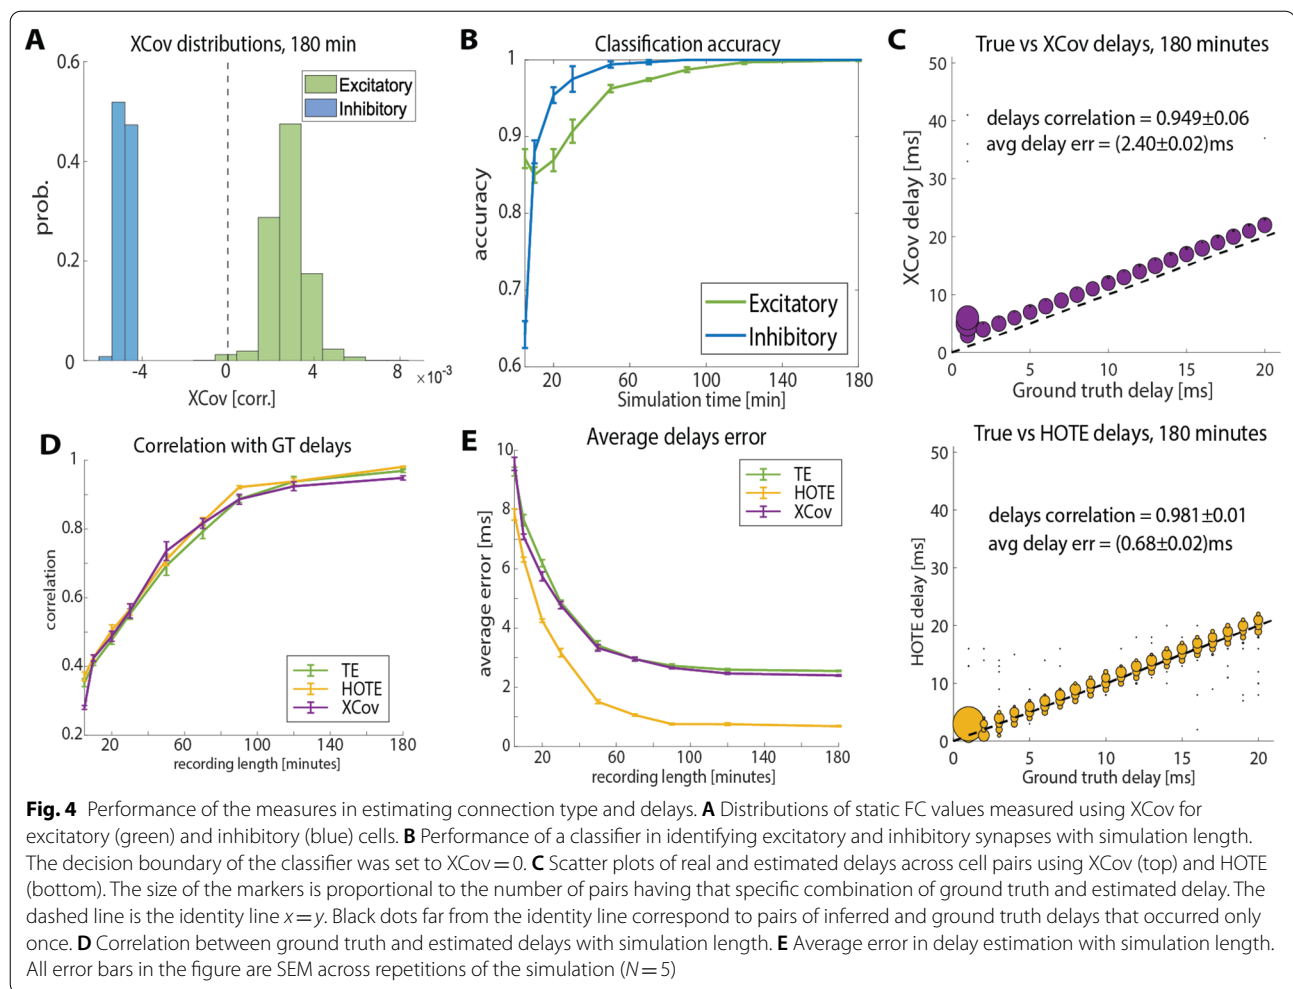 A
XCov distributions, 180 min
0.6
0.4
0.2
0
prob.
Excitatory
Inhibitory
-4
0
4
8
×10⁻³
XCov [corr.]
B
Classification accuracy
1
0.9
0.8
0.7
0.6
accuracy
Excitatory
Inhibitory
20
60
100
140
180
Simulation time [min]
C
True vs XCov delays, 180 minutes
50
40
30
20
10
0
XCov delay [ms]
delays correlation = 0.949±0.06
avg delay err = (2.40±0.02)ms
0
5
10
15
20
Ground truth delay [ms]
True vs HOTE delays, 180 minutes
50
40
30
20
10
0
HOTE delay [ms]
delays correlation = 0.981±0.01
avg delay err = (0.68±0.02)ms
0
5
10
15
20
Ground truth delay [ms]
D
Correlation with GT delays
1
0.8
0.6
0.4
0.2
correlation
TE
HOTE
XCov
20
60
100
140
180
recording length [minutes]
E
Average delays error
10
8
6
4
2
0
average error [ms]
TE
HOTE
XCov
20
60
100
140
180
recording length [minutes]
Fig. 4 Performance of the measures in estimating connection type and delays. A Distributions of static FC values measured using XCov for
excitatory (green) and inhibitory (blue) cells. B Performance of a classifier in identifying excitatory and inhibitory synapses with simulation length.
The decision boundary of the classifier was set to XCov = 0. C Scatter plots of real and estimated delays across cell pairs using XCov (top) and HOTE
(bottom). The size of the markers is proportional to the number of pairs having that specific combination of ground truth and estimated delay. The
dashed line is the identity line x = y. Black dots far from the identity line correspond to pairs of inferred and ground truth delays that occurred only
once. D Correlation between ground truth and estimated delays with simulation length. E Average error in delay estimation with simulation length.
All error bars in the figure are SEM across repetitions of the simulation (N = 5)